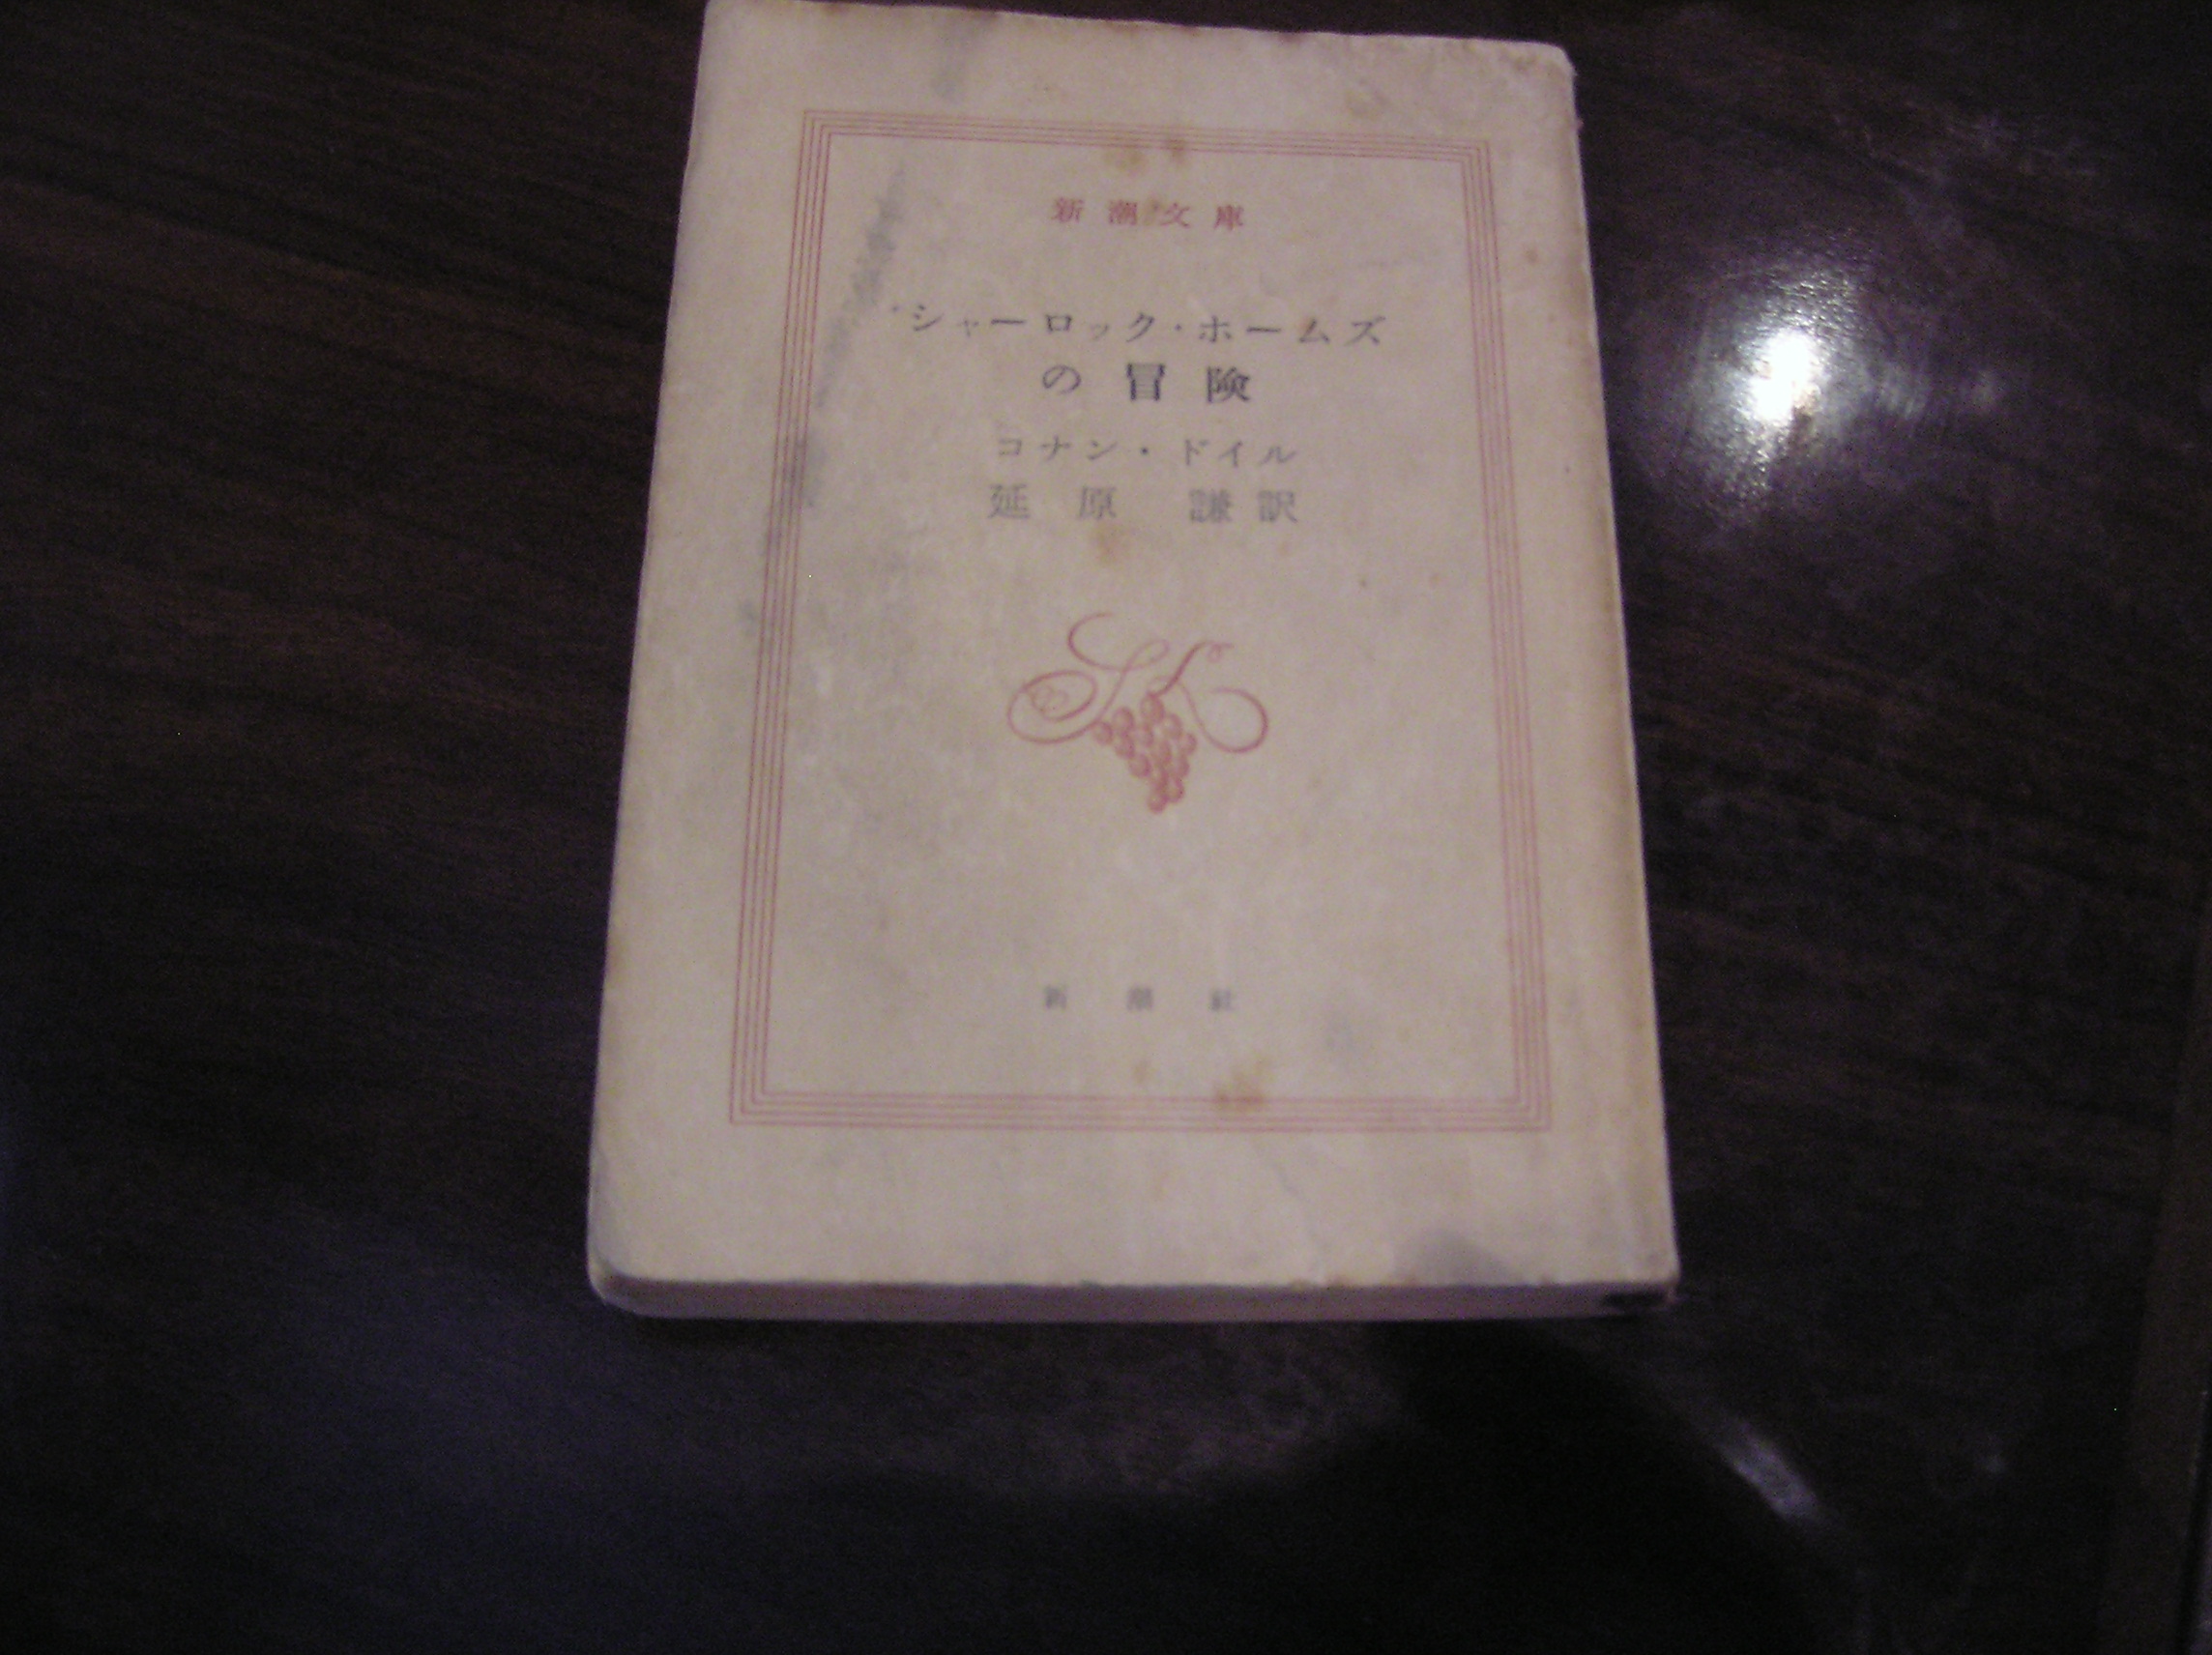 新潮文庫
シャーロック・ホームズ
の冒険
コナン・ドイル
延原 謙訳
新潮社